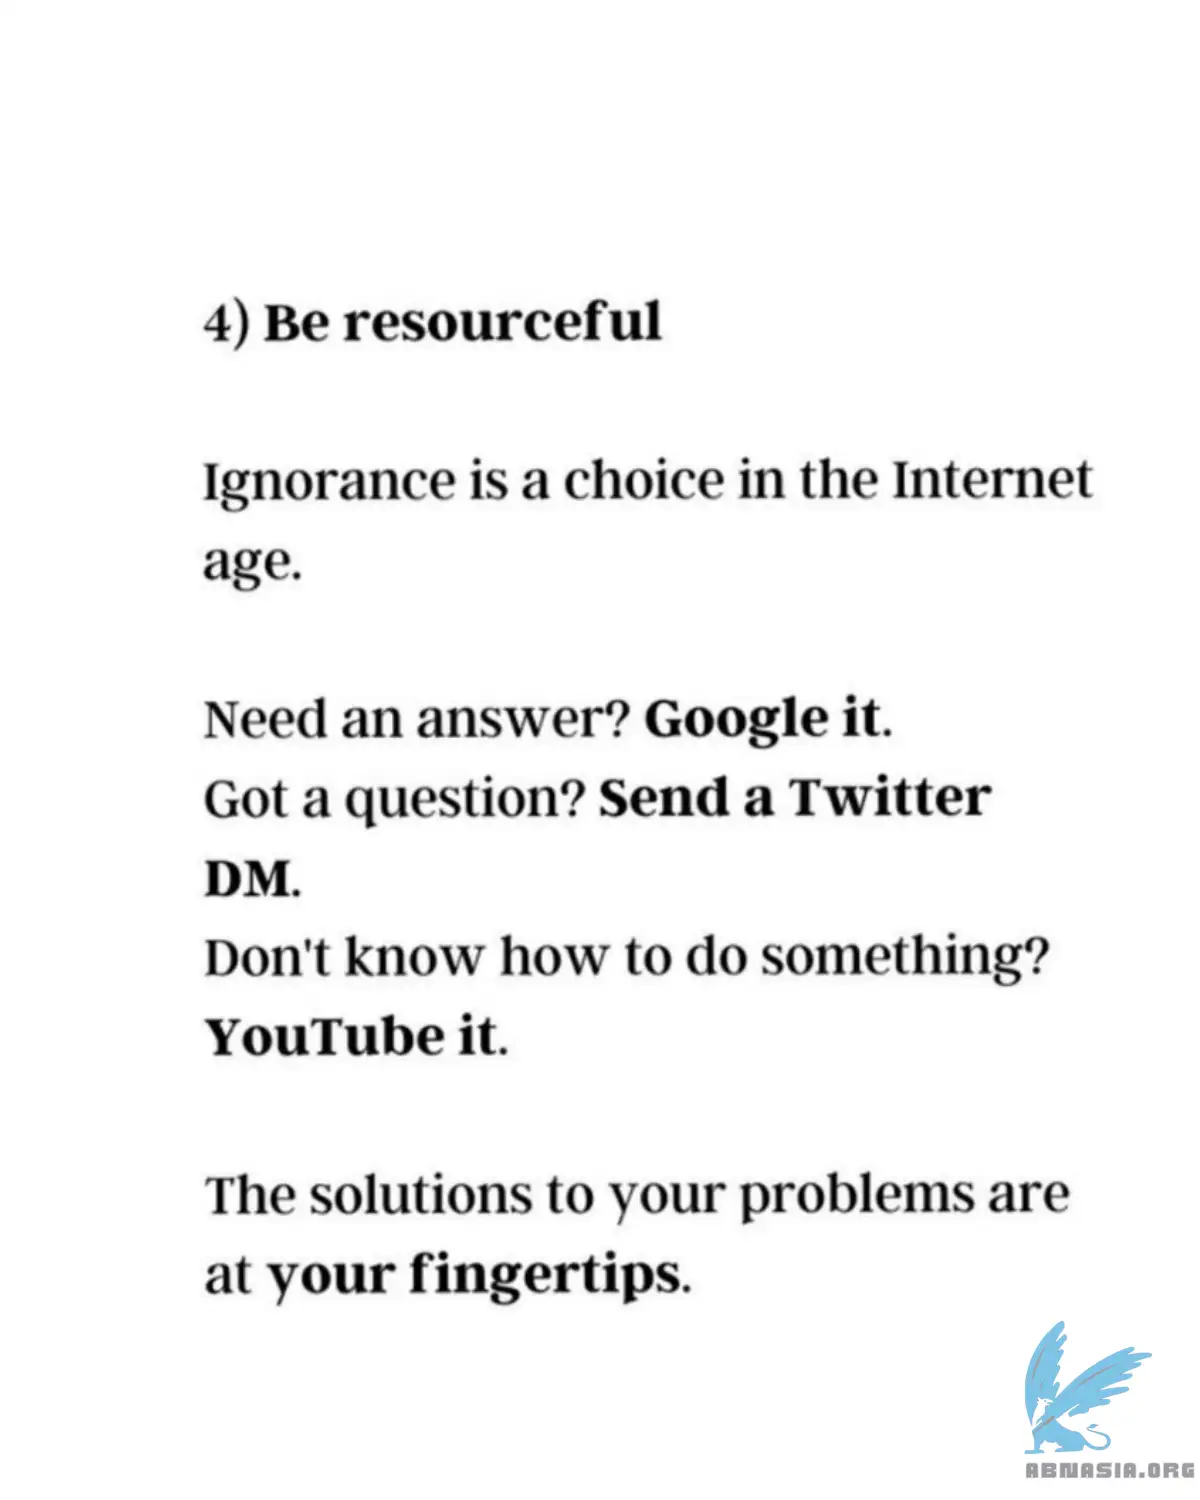 4) Be resourceful
Ignorance is a choice in the Internet
age.
Need an answer? Google it.
Got a question? Send a Twitter
DM.
Don't know how to do something?
YouTube it.
The solutions to your problems are
at your fingertips.
ABNASIA.ORG